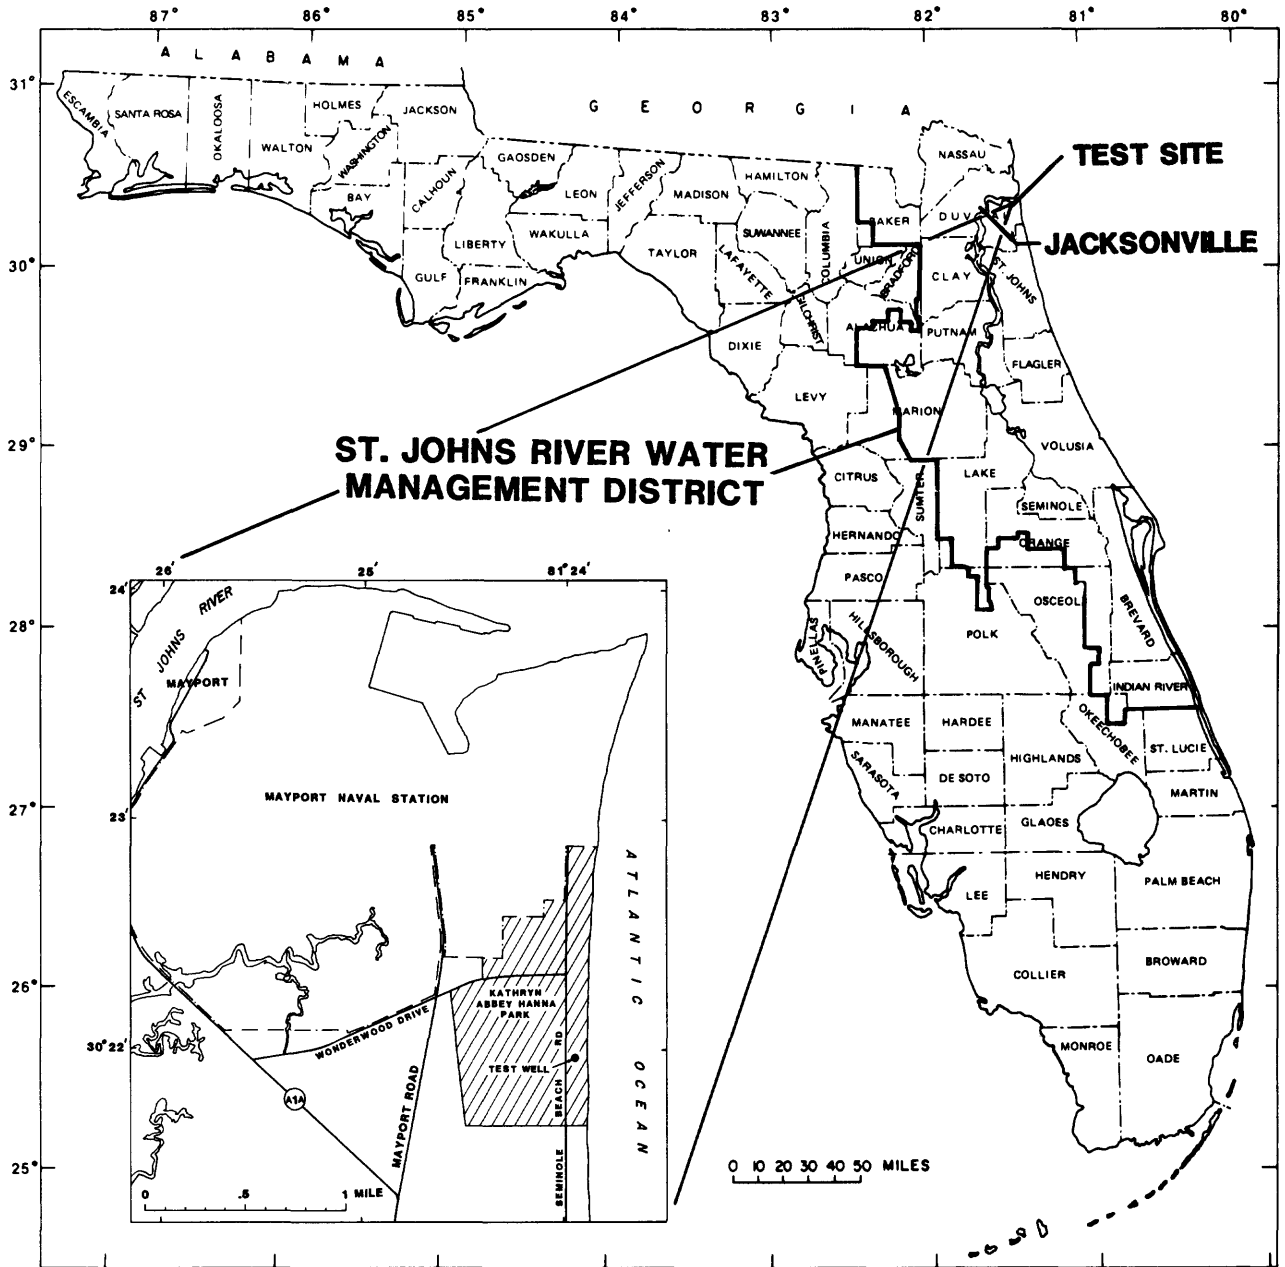 87° 86° 85° 84° 83° 82° 81° 80°
ALABAMA
31°
GEORGIA
ESCAMBIA
SANTA ROSA
OKALOOSA
WALTON
HOLMES
JACKSON
WASHINGTON
BAY
CALHOUN
GAOSDEN
LEON
JEFFERSON
MADISON
HAMILTON
NASSAU
TEST SITE
LIBERTY
WAKULLA
TAYLOR
SUWANNEE
COLUMBIA
BAKER
DUVAL
JACKSONVILLE
30°
GULF
FRANKLIN
LAFAYETTE
UNION
BRADFORD
CLAY
ST. JOHNS
GILCHRIST
ALACHUA
PUTNAM
DIXIE
FLAGLER
LEVY
MARION
29°
ST. JOHNS RIVER WATER
MANAGEMENT DISTRICT
VOLUSIA
CITRUS
SUMTER
LAKE
SEMINOLE
HERNANDO
ORANGE
PASCO
OSCEOL
BREVARD
28°
PINELLAS
HILLSBOROUGH
POLK
INDIAN RIVER
MANATEE
HARDEE
OKEECHOBEE
ST. LUCIE
SARASOTA
DE SOTO
HIGHLANDS
MARTIN
27°
CHARLOTTE
GLAOES
LEE
HENDRY
PALM BEACH
26°
COLLIER
BROWARD
MONROE
OADE
25°
0 10 20 30 40 50 MILES
26' 25' 81° 24'
24'
ST JOHNS RIVER
MAYPORT
23'
MAYPORT NAVAL STATION
ATLANTIC OCEAN
KATHRYN
ABBEY HANNA
PARK
30° 22'
WONDERWOOD DRIVE
TEST WELL
A1A
MAYPORT ROAD
SEMINOLE BEACH RD
0 .5 1 MILE